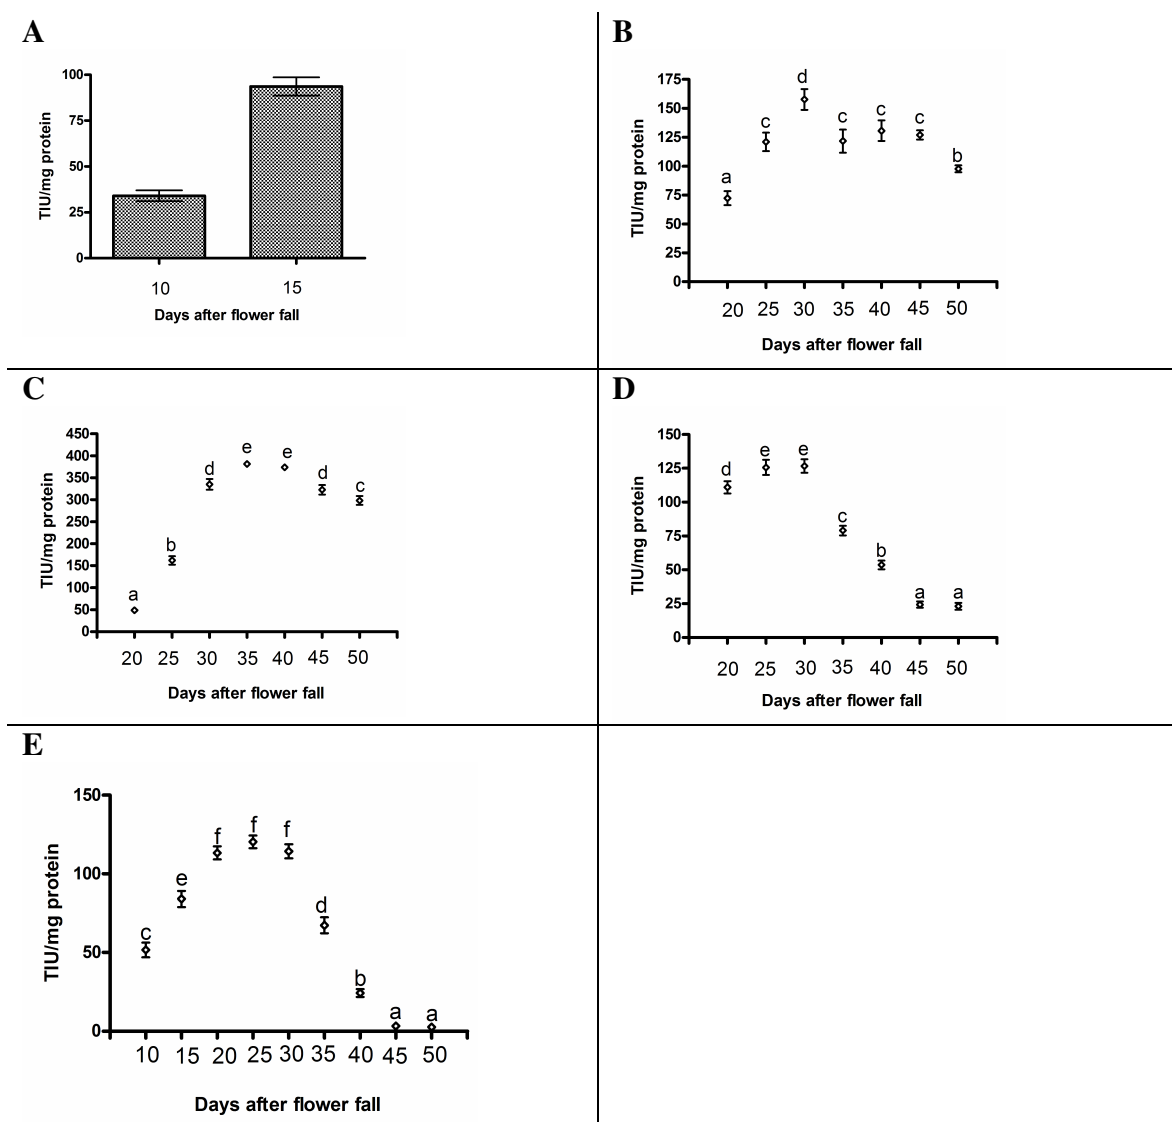 A
TIU/mg protein
100
75
50
25
0
10 15
Days after flower fall
B
TIU/mg protein
175
150
125
100
75
50
25
0
a c d c c c b
20 25 30 35 40 45 50
Days after flower fall
C
TIU/mg protein
450
400
350
300
250
200
150
100
50
0
a b d e e d c
20 25 30 35 40 45 50
Days after flower fall
D
TIU/mg protein
150
125
100
75
50
25
0
d e e c b a a
20 25 30 35 40 45 50
Days after flower fall
E
TIU/mg protein
150
100
50
0
c e f f f d b a a
10 15 20 25 30 35 40 45 50
Days after flower fall